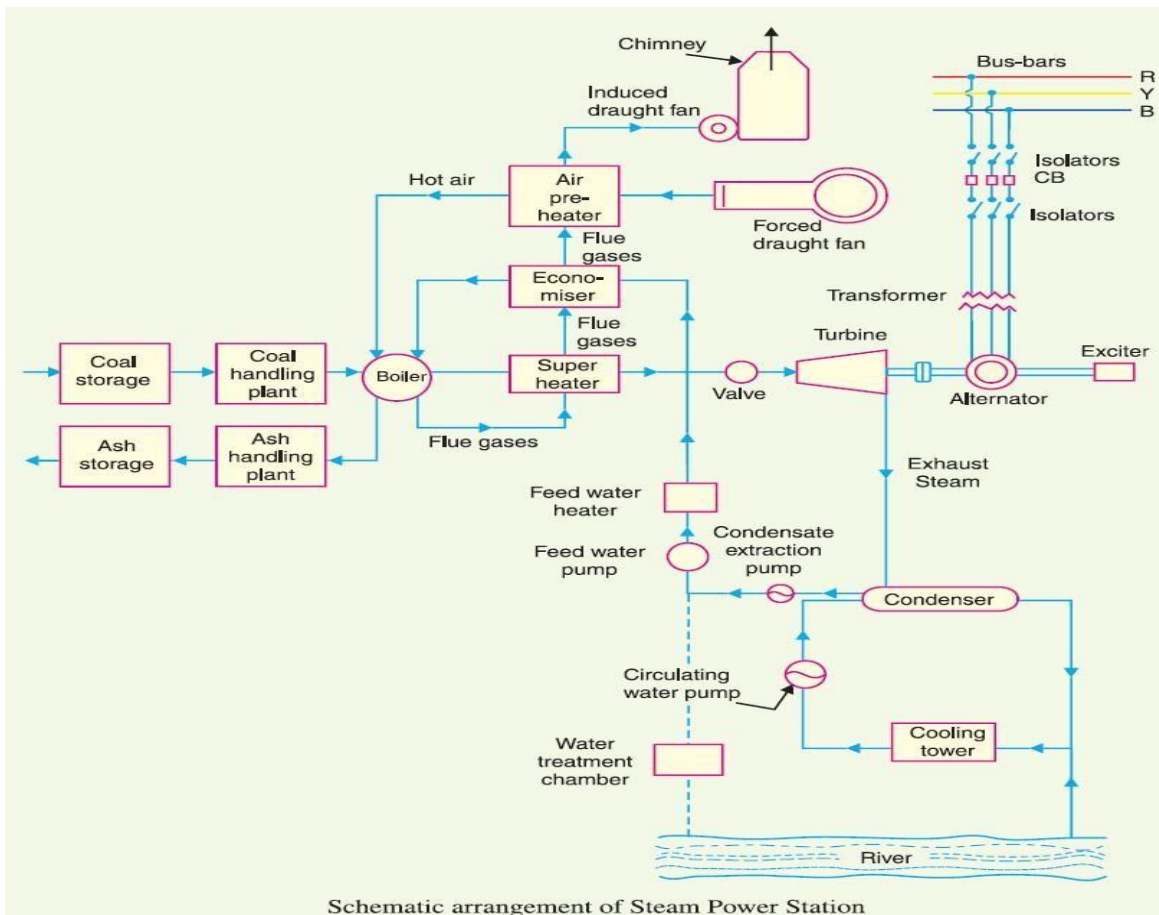 Chimney
Bus-bars
R
Y
B
Induced
draught fan
Isolators
CB
Isolators
Hot air
Air
pre-
heater
Forced
draught fan
Flue
gases
Econo-
miser
Transformer
Flue
gases
Turbine
Coal
storage
Coal
handling
plant
Boiler
Super
heater
Valve
Alternator
Exciter
Flue gases
Ash
storage
Ash
handling
plant
Exhaust
Steam
Feed water
heater
Feed water
pump
Condensate
extraction
pump
Condenser
Circulating
water pump
Cooling
tower
Water
treatment
chamber
River
Schematic arrangement of Steam Power Station